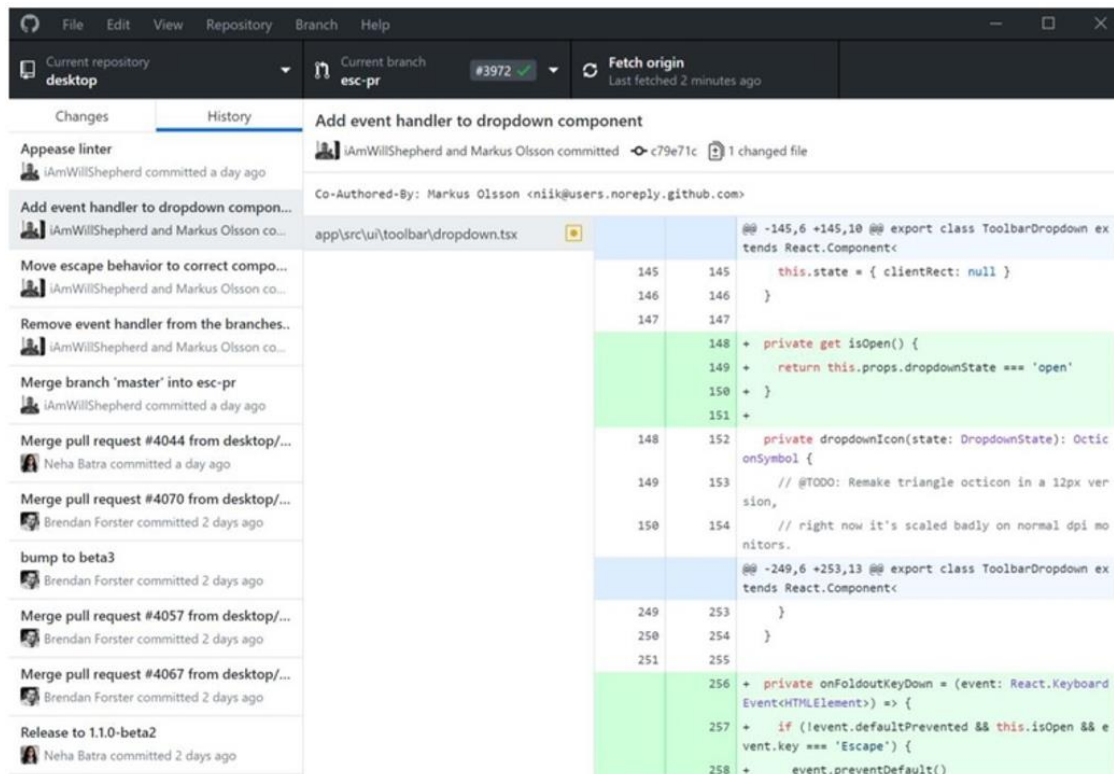 File Edit View Repository Branch Help
Current repository
desktop
Current branch
esc-pr
#3972
Fetch origin
Last fetched 2 minutes ago
Changes History
Appease linter
iAmWillShepherd committed a day ago
Add event handler to dropdown compon...
iAmWillShepherd and Markus Olsson co...
Move escape behavior to correct compo...
iAmWillShepherd and Markus Olsson co...
Remove event handler from the branches..
iAmWillShepherd and Markus Olsson co...
Merge branch 'master' into esc-pr
iAmWillShepherd committed a day ago
Merge pull request #4044 from desktop/...
Neha Batra committed a day ago
Merge pull request #4070 from desktop/...
Brendan Forster committed 2 days ago
bump to beta3
Brendan Forster committed 2 days ago
Merge pull request #4057 from desktop/...
Brendan Forster committed 2 days ago
Merge pull request #4067 from desktop/...
Brendan Forster committed 2 days ago
Release to 1.1.0-beta2
Neha Batra committed 2 days ago
Add event handler to dropdown component
iAmWillShepherd and Markus Olsson committed c79e71c 1 changed file
Co-Authored-By: Markus Olsson <niik@users.noreply.github.com>
app\src\ui\toolbar\dropdown.tsx
@@ -145,6 +145,10 @@ export class ToolbarDropdown ex
tends React.Component<
145 145 this.state = { clientRect: null }
146 146 }
147 147
148 + private get isOpen() {
149 + return this.props.dropdownState === 'open'
150 + }
151 +
148 152 private dropdownIcon(state: DropdownState): Octic
onSymbol {
149 153 // @TODO: Remake triangle octicon in a 12px ver
sion,
150 154 // right now it's scaled badly on normal dpi mo
nitors.
@@ -249,6 +253,13 @@ export class ToolbarDropdown ex
tends React.Component<
249 253 }
250 254 }
251 255
256 + private onFoldoutKeyDown = (event: React.Keyboard
Event<HTMLElement>) => {
257 + if (!event.defaultPrevented && this.isOpen && e
vent.key === 'Escape') {
258 + event.preventDefault()